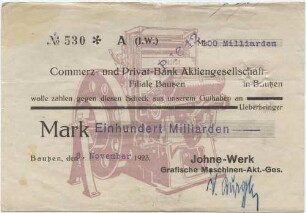 № 530 * A (I.W.) 100 Milliarden
Commerz- und Privat-Bank Aktiengesellschaft
Filiale Bautzen in Bautzen
wolle zahlen gegen diesen Scheck aus unserem Guthaben an
Ueberbringer
Mark Einhundert Milliarden
Bautzen, den November 1923.
Johne-Werk
Grafische Maschinen-Akt.-Ges.